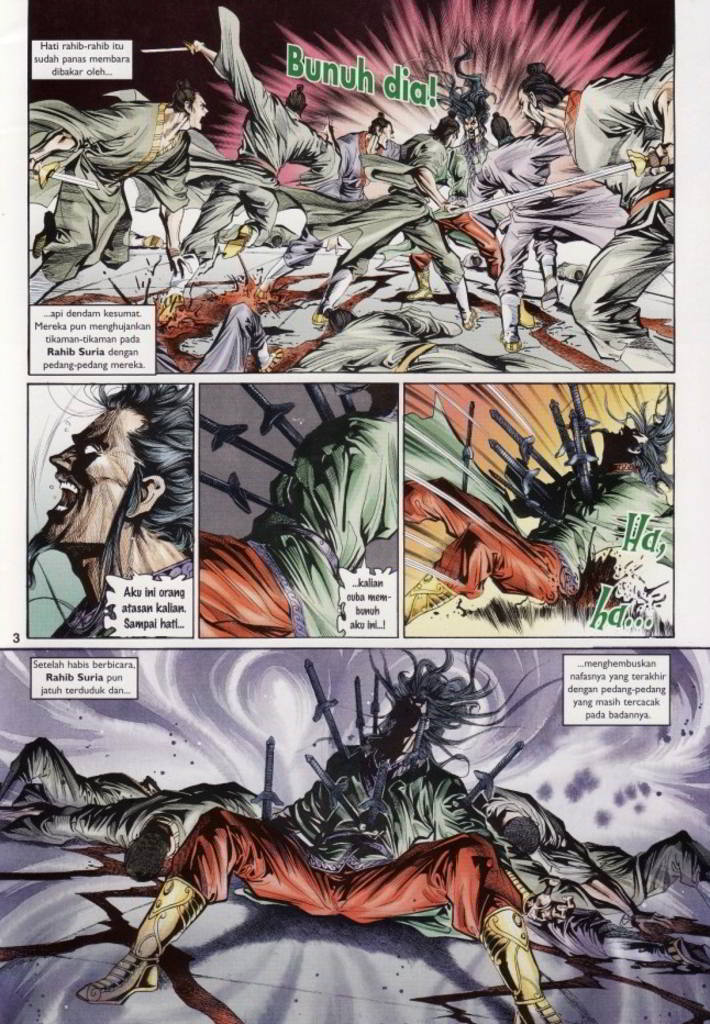 Hati rahib-rahib itu
sudah panas membara
dibakar oleh...
Bunuh dia!
...api dendam kesumat.
Mereka pun menghujankan
tikaman-tikaman pada
Rahib Suria dengan
pedang-pedang mereka.
Aku ini orang
atasan kalian.
Sampai hati...
...kalian
cuba mem-
bunuh
aku ini...!
Ha,
ha...
3
Setelah habis berbicara,
Rahib Suria pun
jatuh terduduk dan...
...menghembuskan
nafasnya yang terakhir
dengan pedang-pedang
yang masih tercacak
pada badannya.